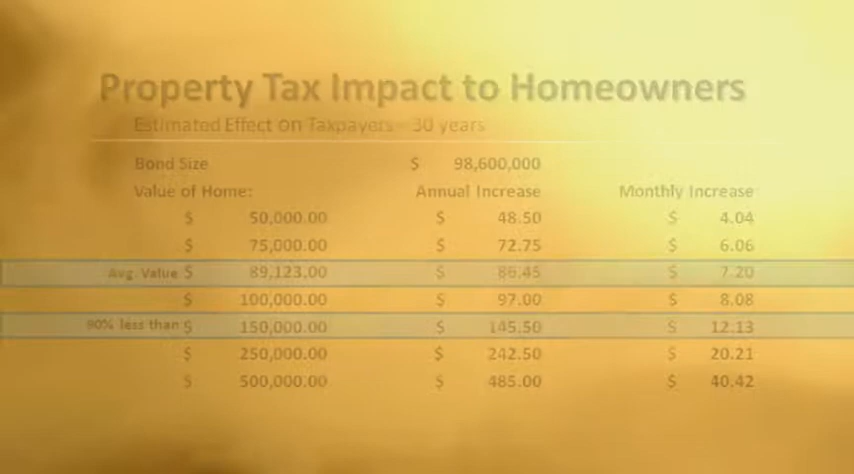 Property Tax Impact to Homeowners
Estimated Effect on Taxpayers - 30 years
Bond Size $ 98,600,000
Value of Home: Annual Increase Monthly Increase
$ 50,000.00 $ 48.50 $ 4.04
$ 75,000.00 $ 72.75 $ 6.06
Avg. Value $ 89,123.00 $ 86.45 $ 7.20
$ 100,000.00 $ 97.00 $ 8.08
90% less than $ 150,000.00 $ 145.50 $ 12.13
$ 250,000.00 $ 242.50 $ 20.21
$ 500,000.00 $ 485.00 $ 40.42